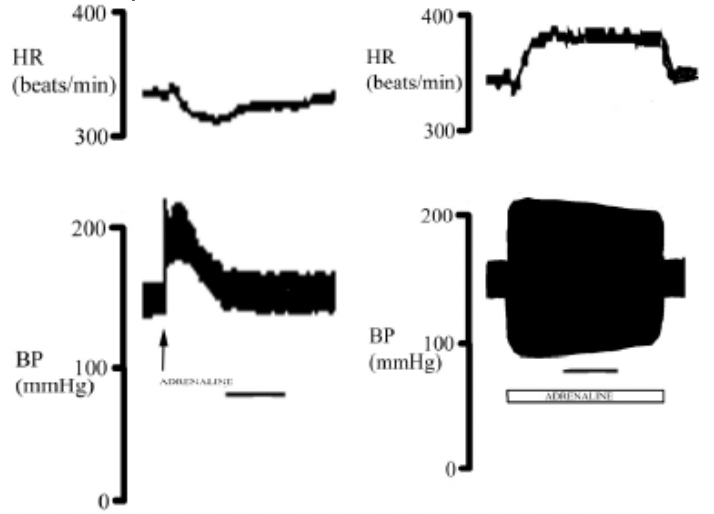 400
HR
(beats/min)
300
200
BP
100
(mmHg)
ADRENALINE
0
400
HR
(beats/min)
300
200
BP
100
(mmHg)
ADRENALINE
0